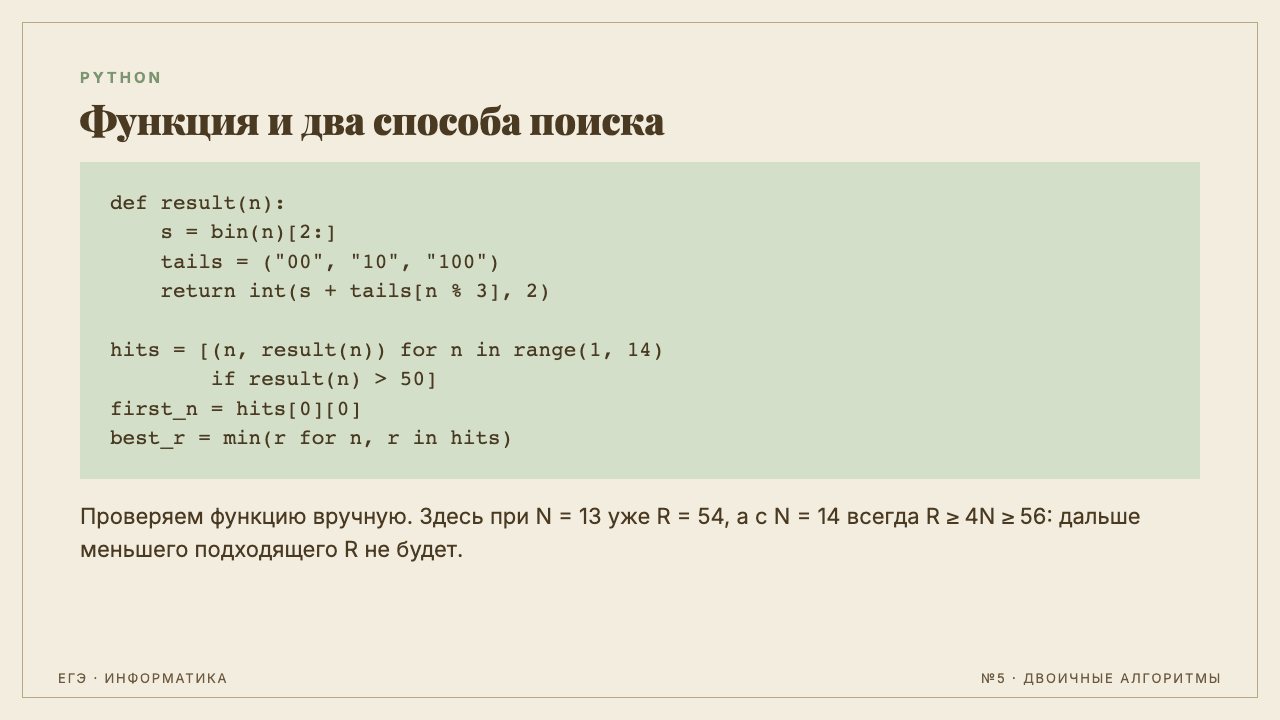 PYTHON
Функция и два способа поиска
def result(n):
    s = bin(n)[2:]
    tails = ("00", "10", "100")
    return int(s + tails[n % 3], 2)
hits = [(n, result(n)) for n in range(1, 14)
        if result(n) > 50]
first_n = hits[0][0]
best_r = min(r for n, r in hits)
Проверяем функцию вручную. Здесь при N = 13 уже R = 54, а с N = 14 всегда R ≥ 4N ≥ 56: дальше
меньшего подходящего R не будет.
ЕГЭ · ИНФОРМАТИКА
№5 · ДВОИЧНЫЕ АЛГОРИТМЫ